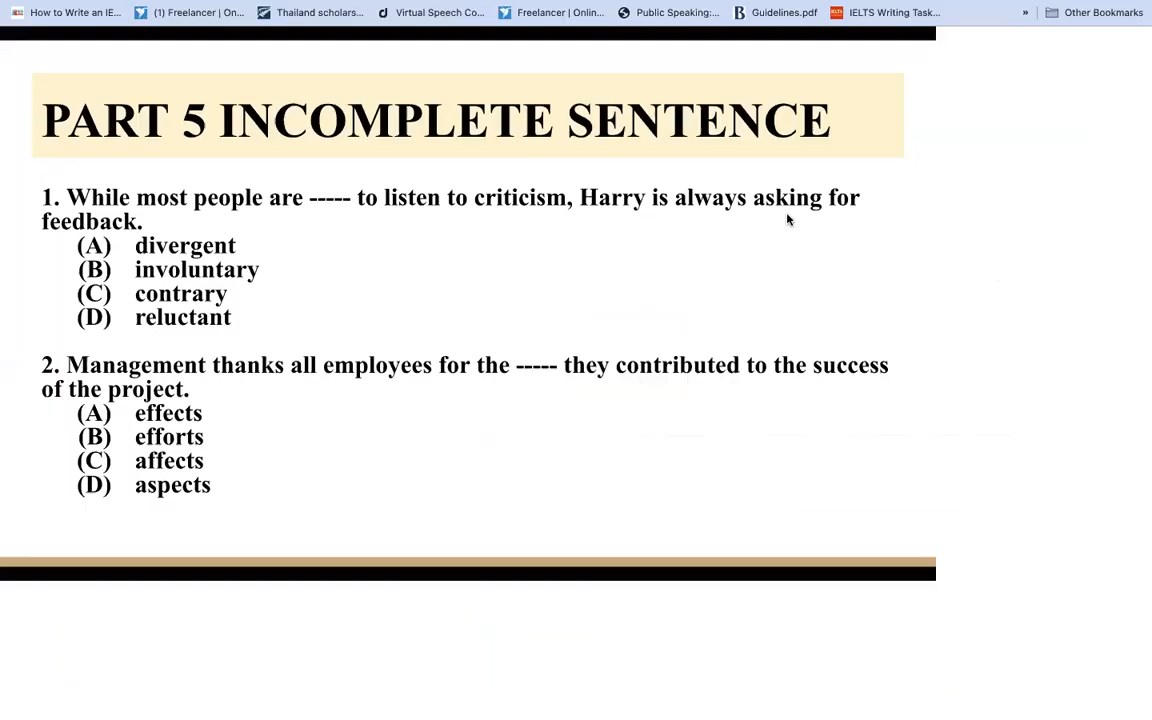 How to Write an IE... (1) Freelancer | On... Thailand scholars... Virtual Speech Co... Freelancer | Onlin... Public Speaking:... Guidelines.pdf IELTS Writing Task... » Other Bookmarks
PART 5 INCOMPLETE SENTENCE
1. While most people are ----- to listen to criticism, Harry is always asking for
feedback.
(A) divergent
(B) involuntary
(C) contrary
(D) reluctant
2. Management thanks all employees for the ----- they contributed to the success
of the project.
(A) effects
(B) efforts
(C) affects
(D) aspects